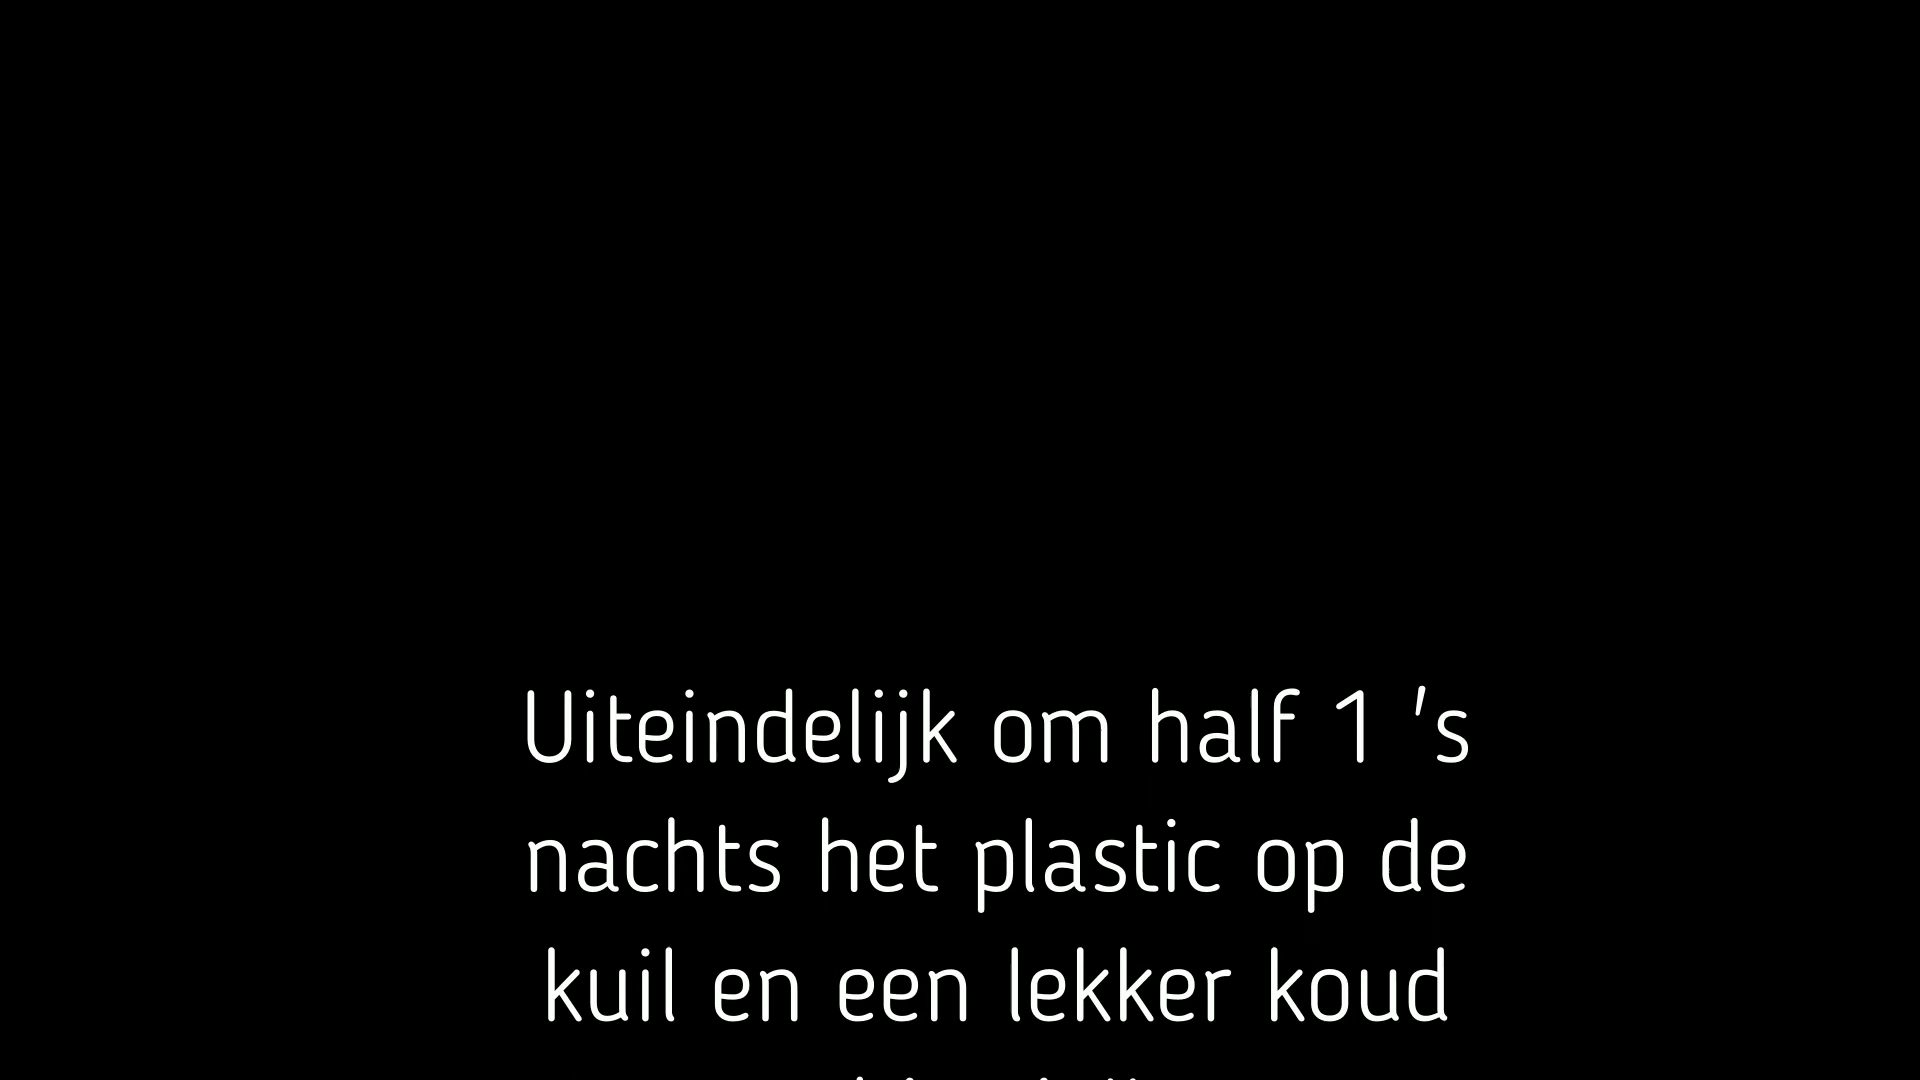 Uiteindelijk om half 1 's
nachts het plastic op de
kuil en een lekker koud